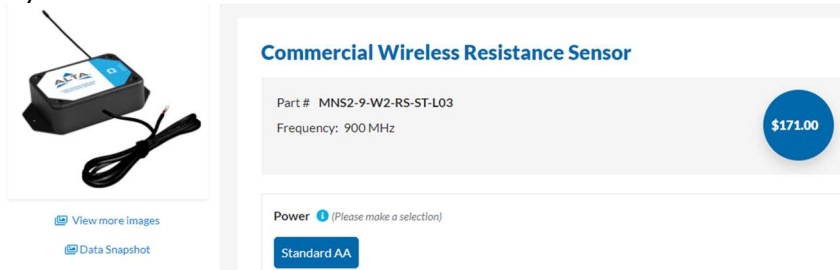 ALTA
View more images
Data Snapshot
Commercial Wireless Resistance Sensor
Part # MNS2-9-W2-RS-ST-L03
Frequency: 900 MHz
$171.00
Power (Please make a selection)
Standard AA